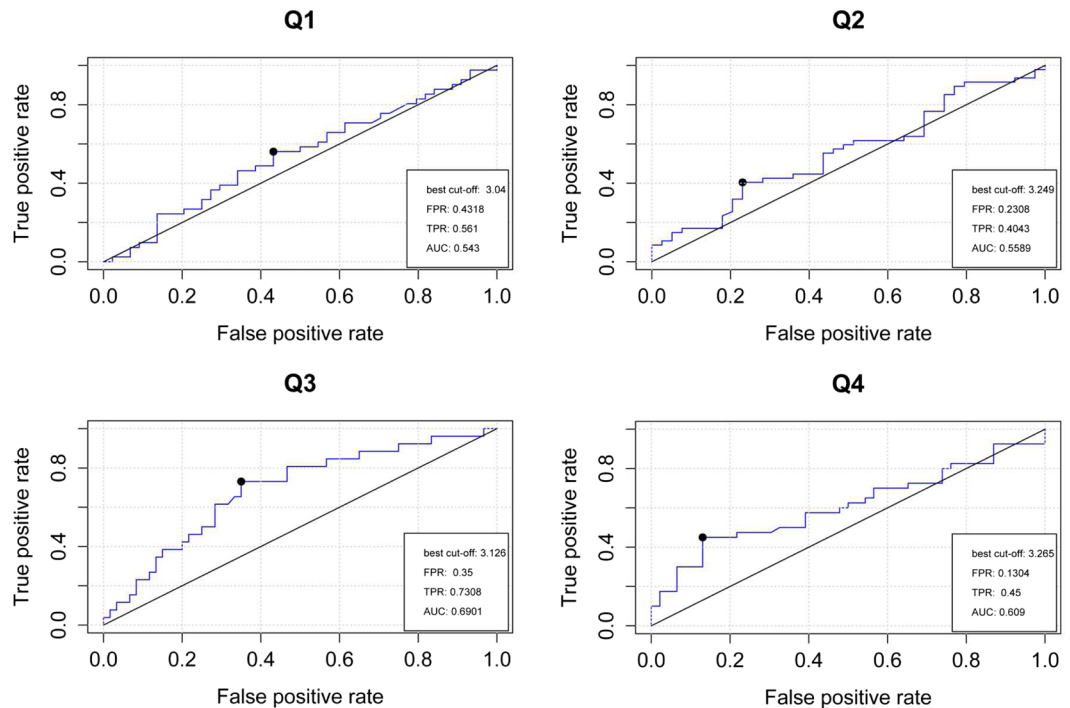 Q1
True positive rate
0.0 0.4 0.8
best cut-off: 3.04
FPR: 0.4318
TPR: 0.561
AUC: 0.543
0.0 0.2 0.4 0.6 0.8 1.0
False positive rate
Q2
True positive rate
0.0 0.4 0.8
best cut-off: 3.249
FPR: 0.2308
TPR: 0.4043
AUC: 0.5589
0.0 0.2 0.4 0.6 0.8 1.0
False positive rate
Q3
True positive rate
0.0 0.4 0.8
best cut-off: 3.126
FPR: 0.35
TPR: 0.7308
AUC: 0.6901
0.0 0.2 0.4 0.6 0.8 1.0
False positive rate
Q4
True positive rate
0.0 0.4 0.8
best cut-off: 3.265
FPR: 0.1304
TPR: 0.45
AUC: 0.609
0.0 0.2 0.4 0.6 0.8 1.0
False positive rate